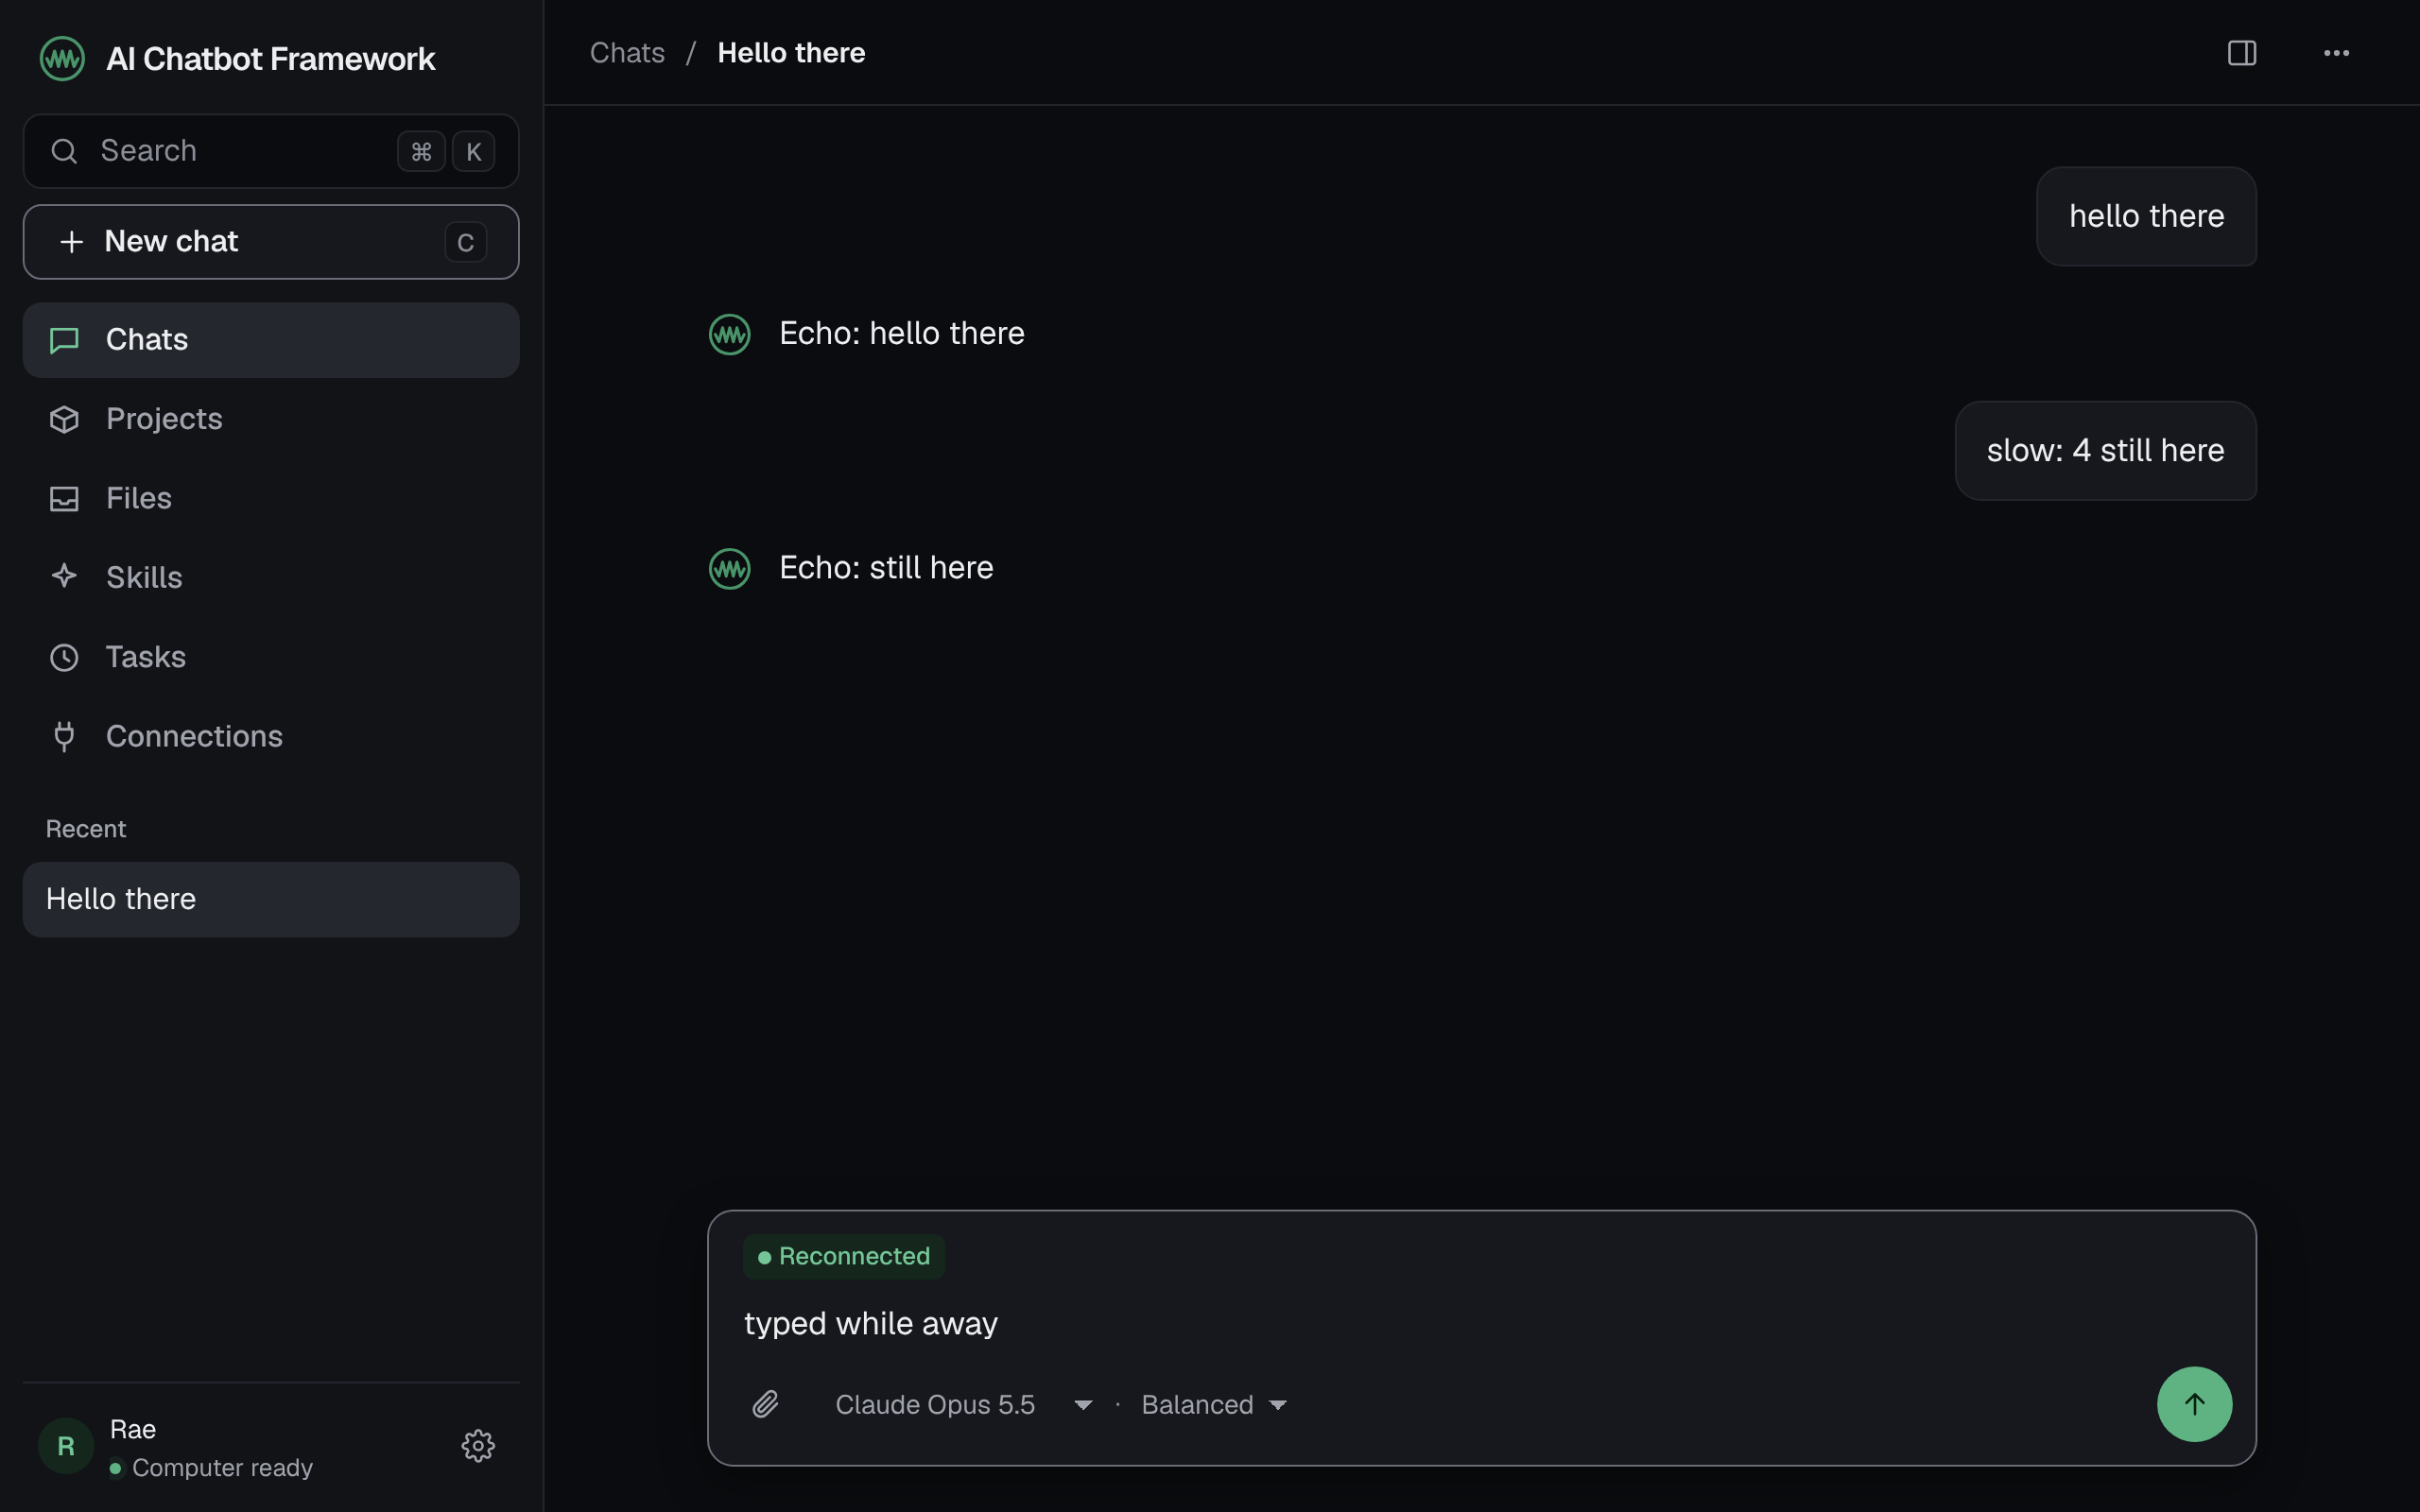 AI Chatbot Framework
Search ⌘ K
New chat C
Chats
Projects
Files
Skills
Tasks
Connections
Recent
Hello there
R
Rae
Computer ready
Chats / Hello there
hello there
Echo: hello there
slow: 4 still here
Echo: still here
Reconnected
typed while away
Claude Opus 5.5 · Balanced